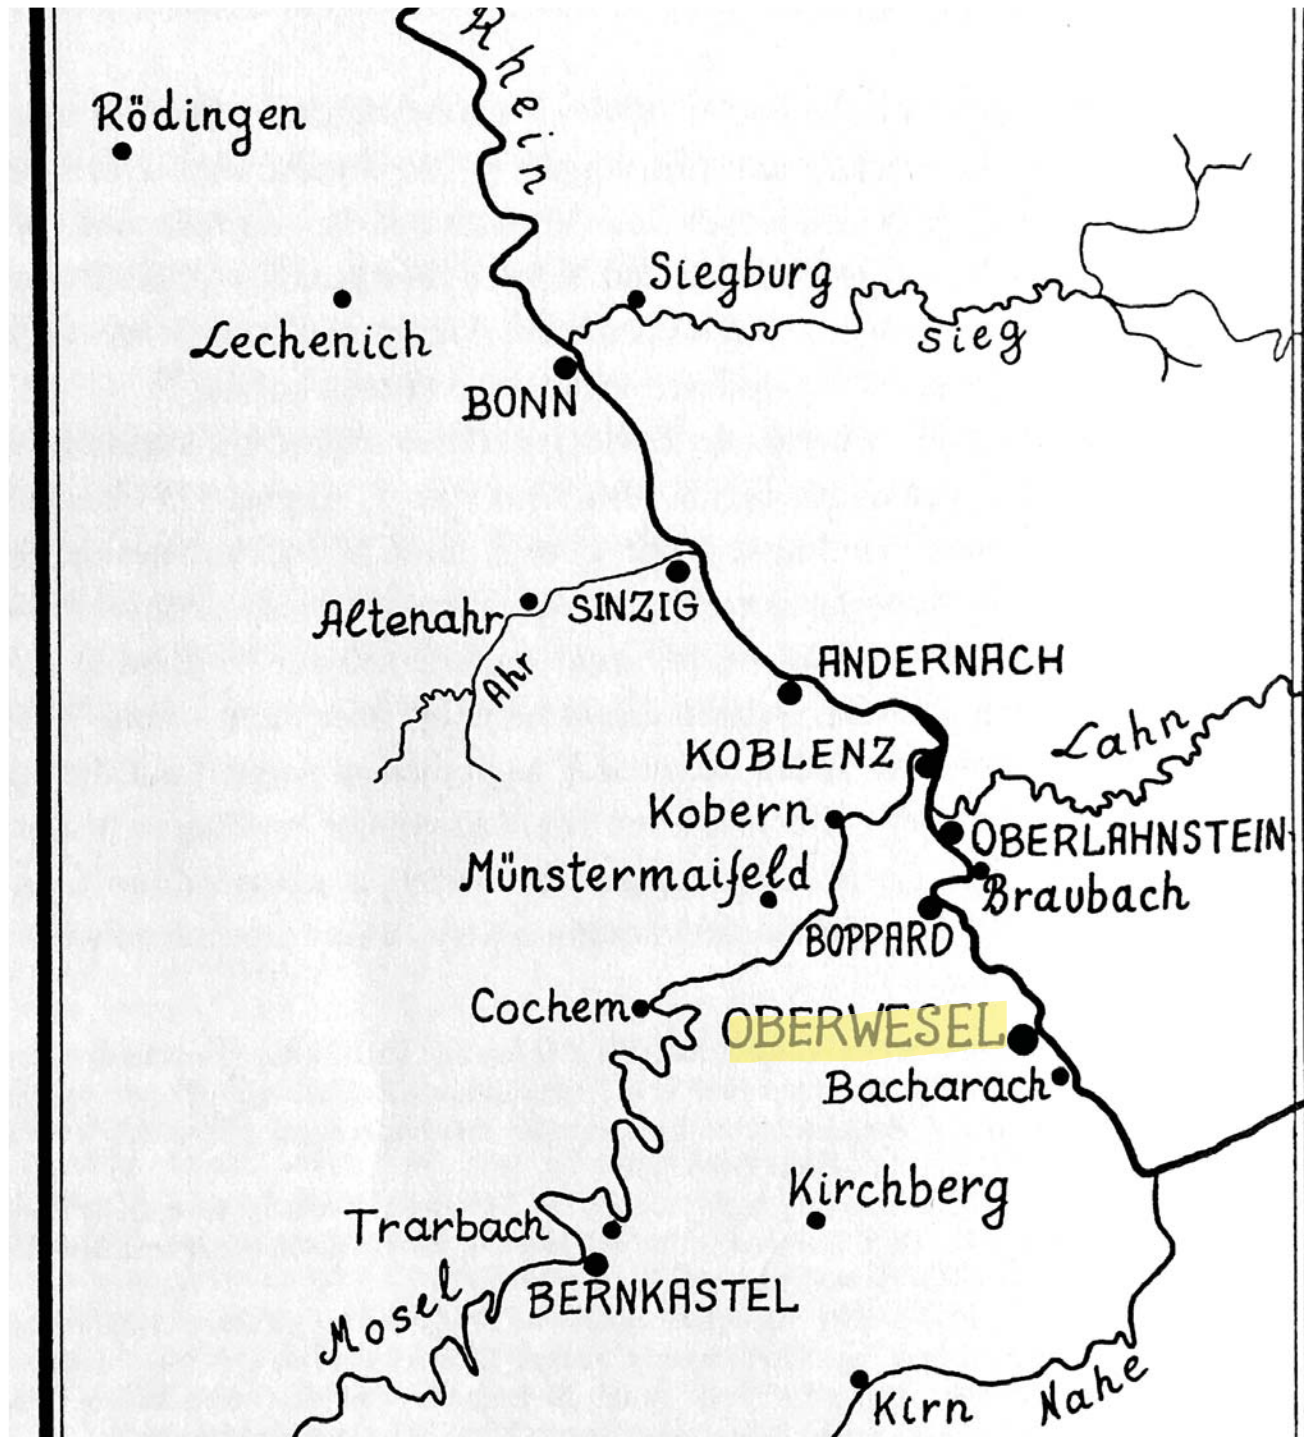 Rhein
Rödingen
Siegburg
Sieg
Lechenich
BONN
Altenahr
SINZIG
Ahr
ANDERNACH
KOBLENZ
Lahn
Kobern
OBERLAHNSTEIN
Münstermaifeld
Braubach
BOPPARD
Cochem
OBERWESEL
Bacharach
Kirchberg
Trarbach
BERNKASTEL
Mosel
Kirn
Nahe